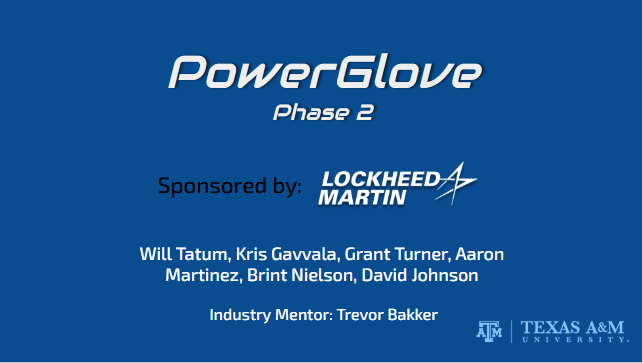 PowerGlove
Phase 2
Sponsored by:
LOCKHEED
MARTIN
Will Tatum, Kris Gavvala, Grant Turner, Aaron
Martinez, Brint Nielson, David Johnson
Industry Mentor: Trevor Bakker
ATM
TEXAS A&M
UNIVERSITY®